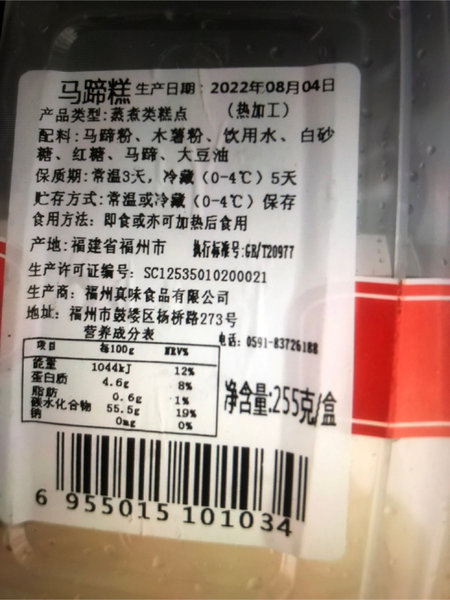 马蹄糕 生产日期:2022年08月04日
产品类型:蒸煮类糕点 (热加工)
配料:马蹄粉、木薯粉、饮用水、白砂
糖、红糖、马蹄、大豆油
保质期:常温3天,冷藏(0-4℃)5天
贮存方式:常温或冷藏(0-4℃)保存
食用方法: 即食或亦可加热后食用
产地:福建省福州市 执行标准号:GB/T20977
生产许可证编号: SC12535010200021
生产商: 福州真味食品有限公司
地址: 福州市鼓楼区杨桥路273号
电话: 0591-83726188
营养成分表
项目 每100g NRV%
能量 1044kJ 12%
蛋白质 4.6g 8%
脂肪 0.6g 1%
碳水化合物 55.5g 19%
钠 0mg 0%
净含量:255克/盒
6 955015 101034